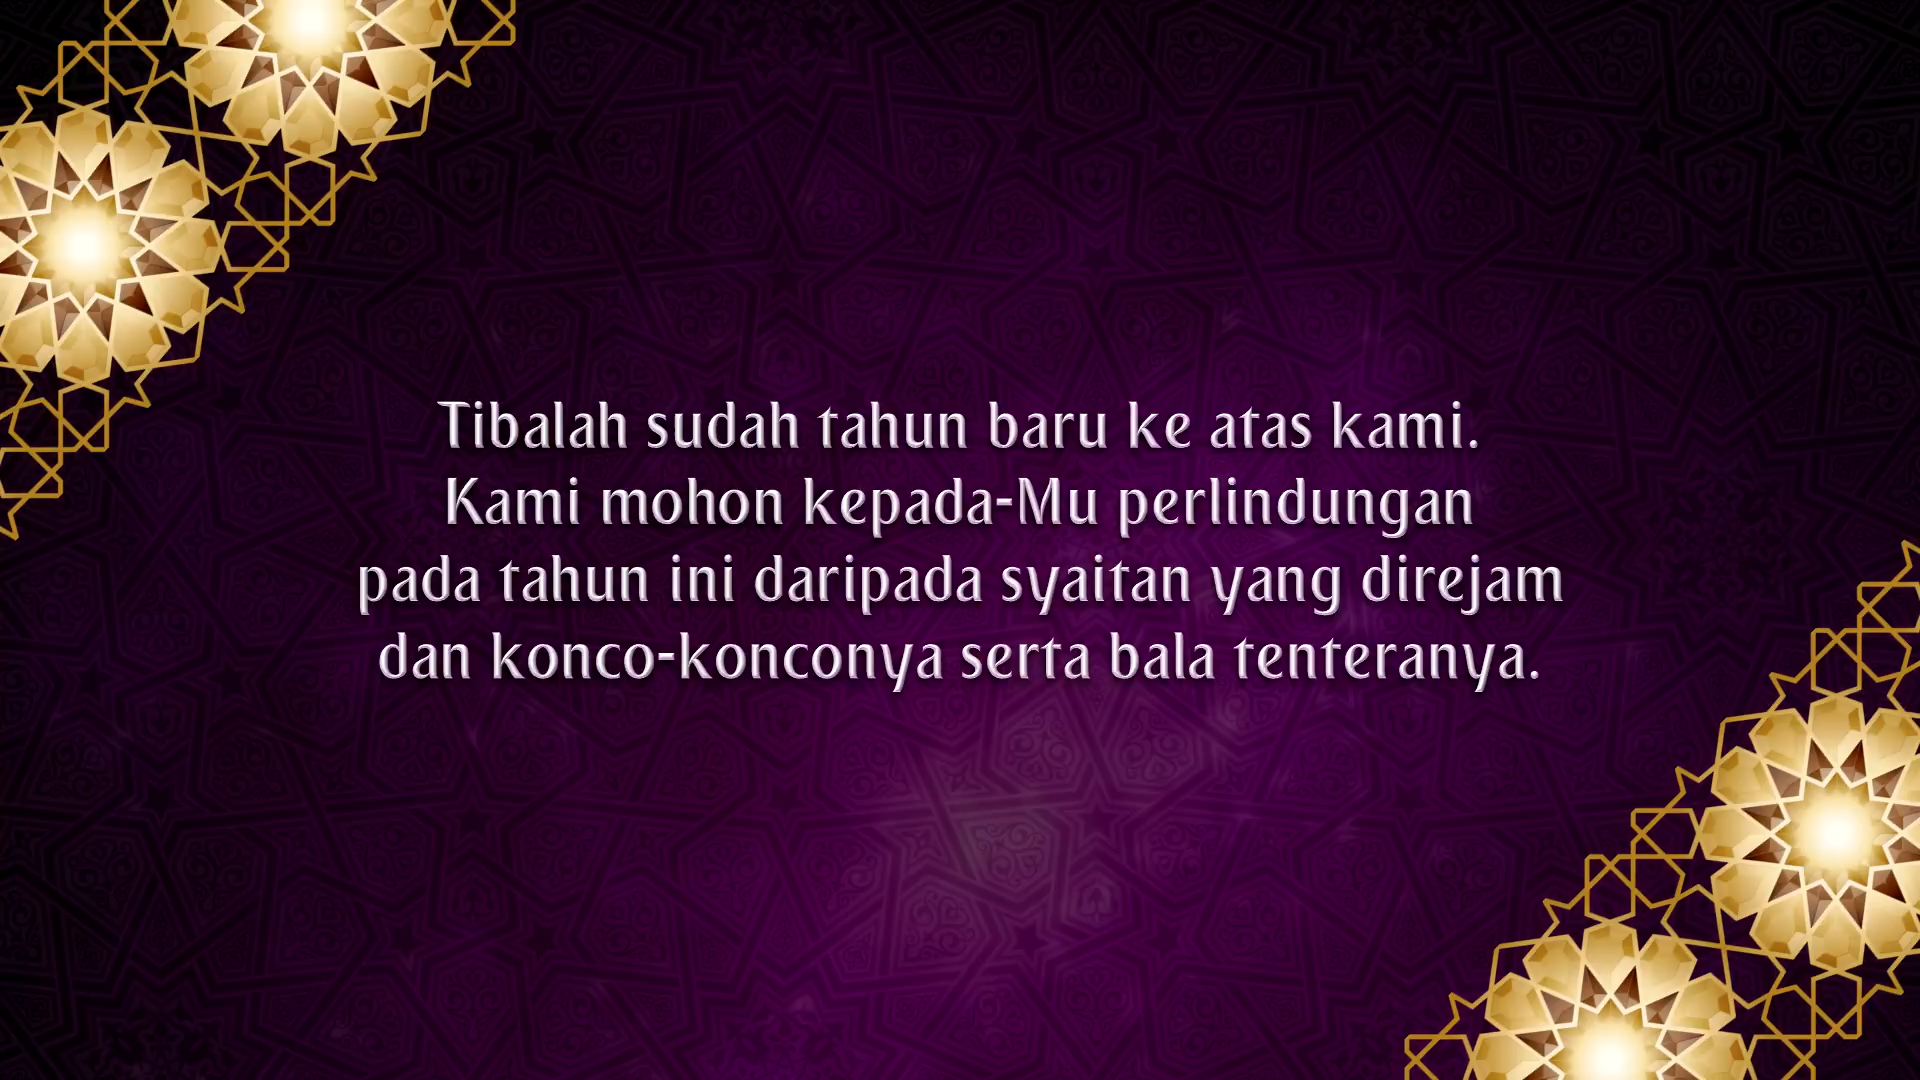 Tibalah sudah tahun baru ke atas kami.
Kami mohon kepada-Mu perlindungan
pada tahun ini daripada syaitan yang direjam
dan konco-konconya serta bala tenteranya.